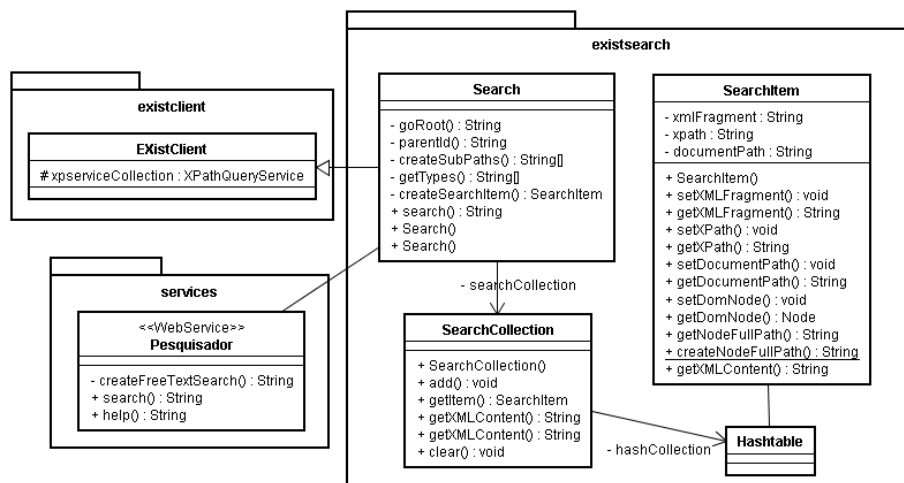 existsearch
existclient
EXistClient
# xpserviceCollection : XPathQueryService
Search
- goRoot() : String
- parentId() : String
- createSubPaths() : String[]
- getTypes() : String[]
- createSearchItem() : SearchItem
+ search() : String
+ Search()
+ Search()
SearchItem
- xmlFragment : String
- xpath : String
- documentPath : String
+ SearchItem()
+ setXMLFragment() : void
+ getXMLFragment() : String
+ setXPath() : void
+ getXPath() : String
+ setDocumentPath() : void
+ getDocumentPath() : String
+ setDomNode() : void
+ getDomNode() : Node
+ getNodeFullPath() : String
+ createNodeFullPath() : String
+ getXMLContent() : String
services
<<WebService>>
Pesquisador
- createFreeTextSearch() : String
+ search() : String
+ help() : String
- searchCollection
SearchCollection
+ SearchCollection()
+ add() : void
+ getItem() : SearchItem
+ getXMLContent() : String
+ getXMLContent() : String
+ clear() : void
- hashCollection
Hashtable